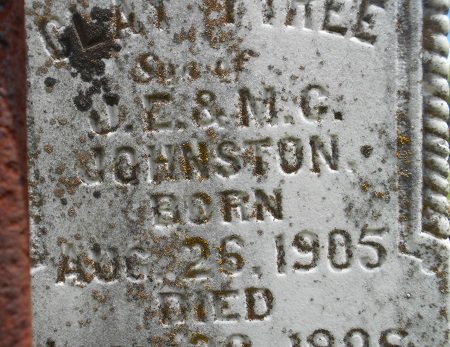 Son of
J. E. & M. G.
JOHNSTON.
BORN
AUG. 26, 1905
DIED